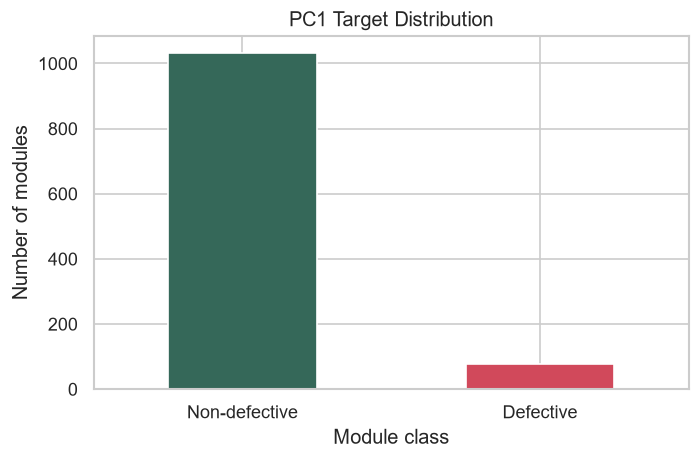 PC1 Target Distribution
Number of modules
1000
800
600
400
200
0
Non-defective
Defective
Module class